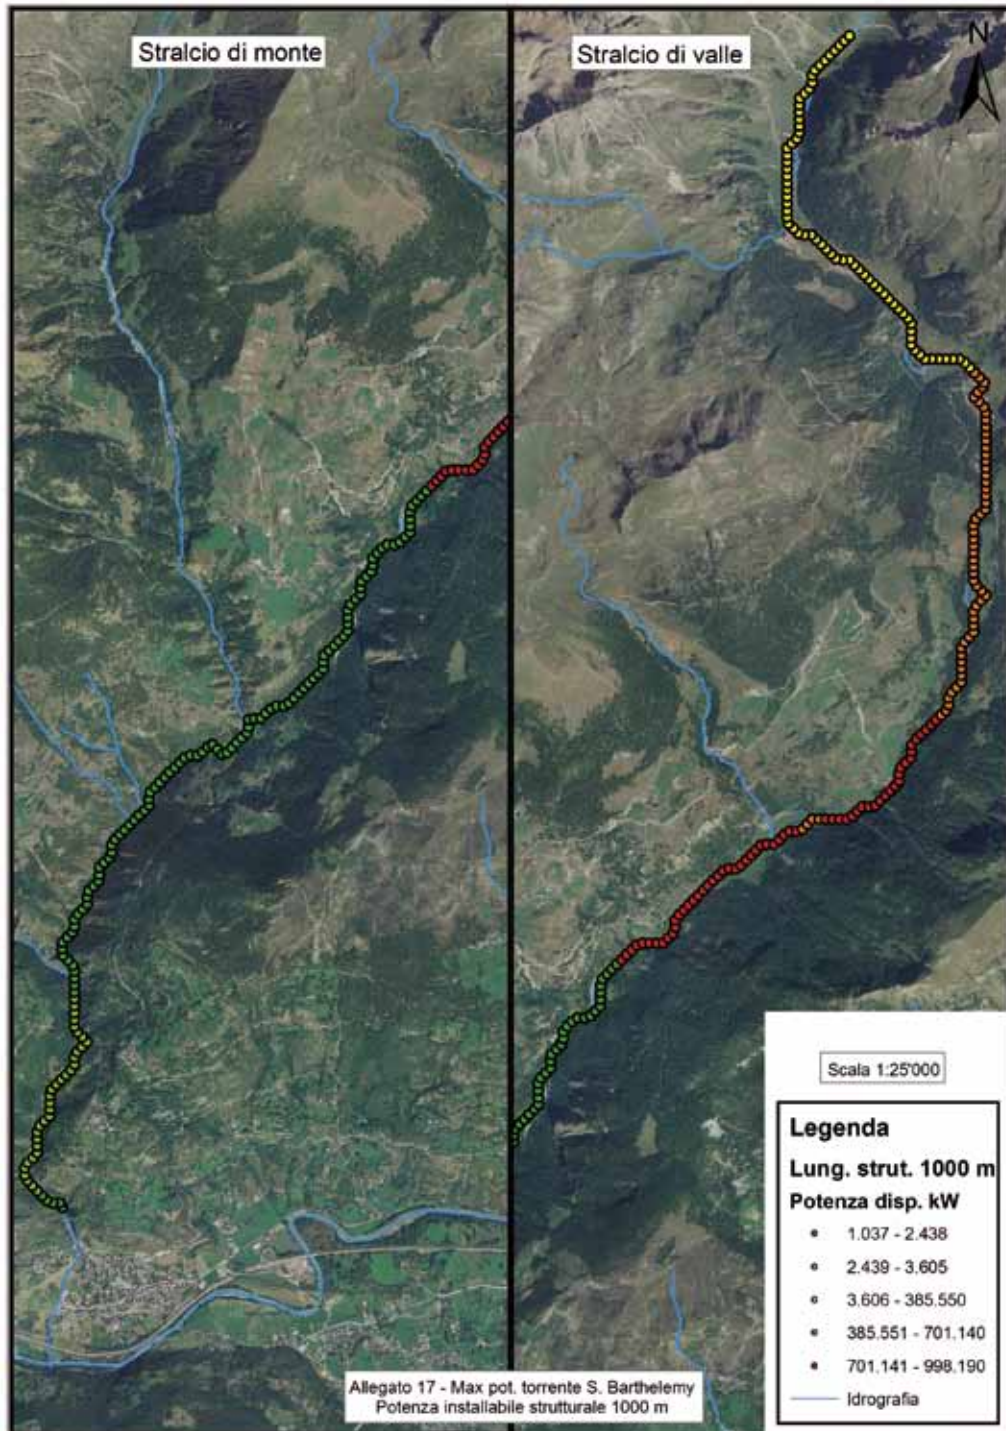 Stralcio di monte
Stralcio di valle
N
Scala 1:25'000
Legenda
Lung. strut. 1000 m
Potenza disp. kW
1.037 - 2.438
2.439 - 3.605
3.606 - 385.550
385.551 - 701.140
701.141 - 998.190
Idrografia
Allegato 17 - Max pot. torrente S. Barthelemy
Potenza installabile strutturale 1000 m